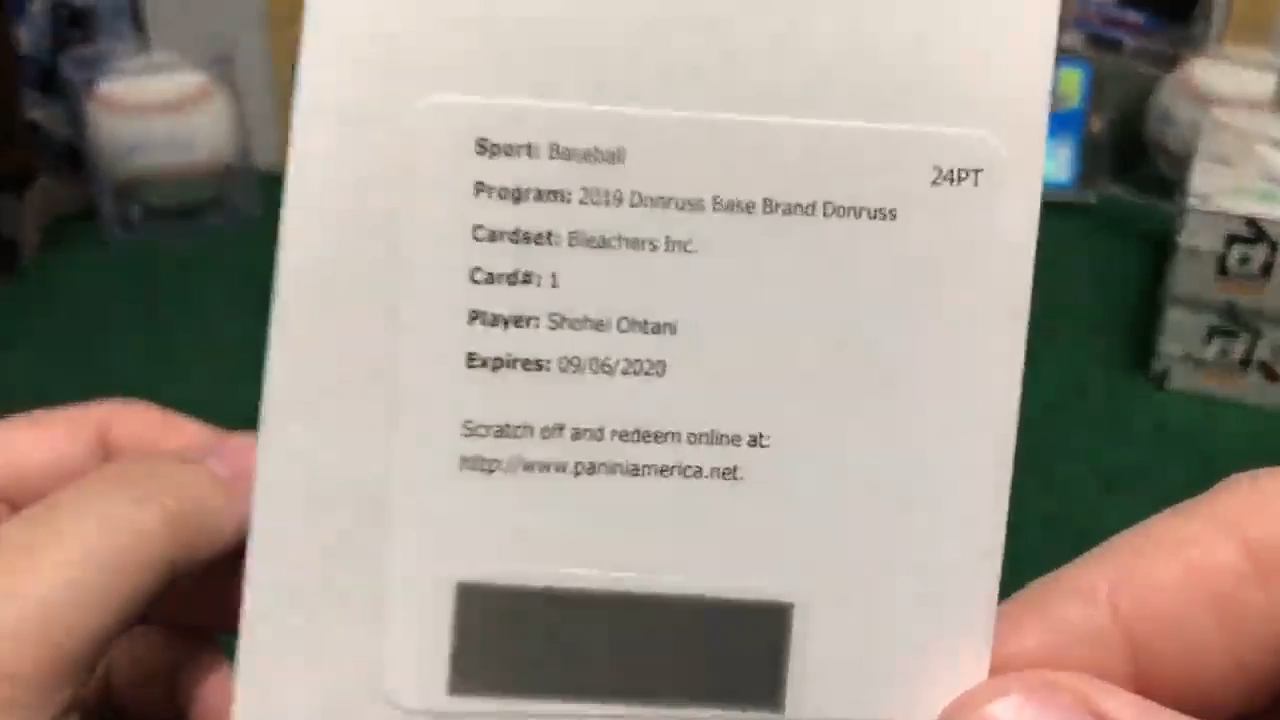 Sport: Baseball
24PT
Program: 2019 Donruss Base Brand Donruss
Cardset: Bleachers Inc.
Card#: 1
Player: Shohei Ohtani
Expires: 09/06/2020
Scratch off and redeem online at:
http://www.paniniamerica.net.